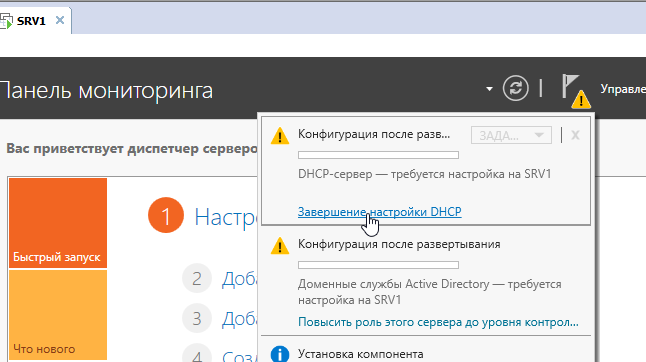 SRV1
Панель мониторинга
Управле
Вас приветствует диспетчер серверо
Конфигурация после разв...
ЗАДА...
X
DHCP-сервер — требуется настройка на SRV1
Завершение настройки DHCP
Быстрый запуск
1
Настро
2
Доба
3
Доба
4
Созд
Что нового
Конфигурация после развертывания
Доменные службы Active Directory — требуется
настройка на SRV1
Повысить роль этого сервера до уровня контрол...
Установка компонента